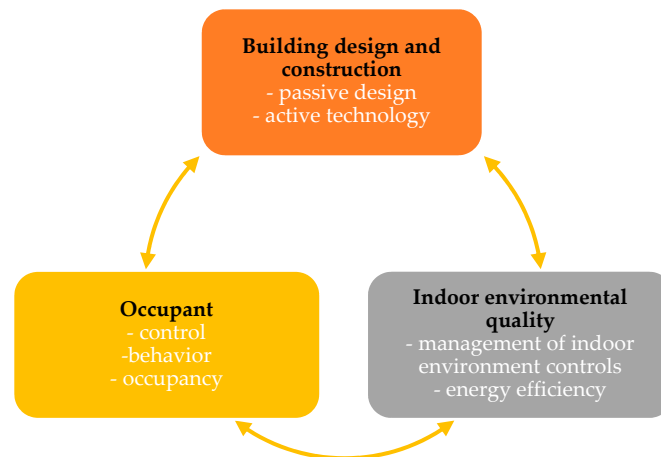 Building design and
construction
- passive design
- active technology
Occupant
- control
-behavior
- occupancy
Indoor environmental
quality
- management of indoor
environment controls
- energy efficiency